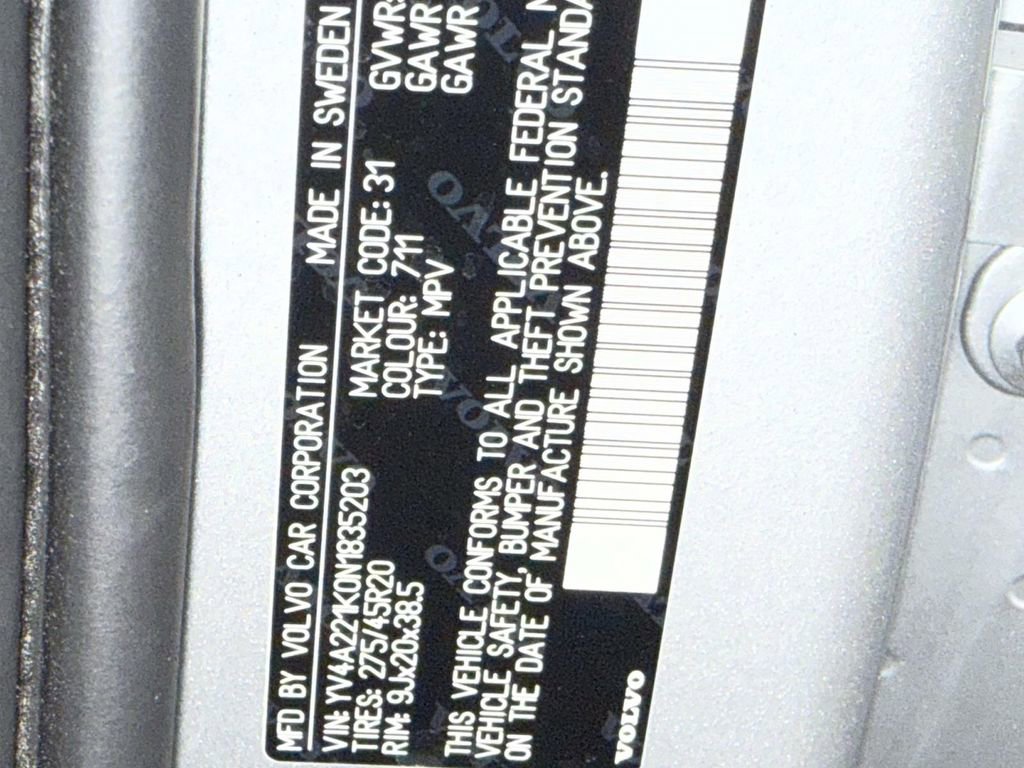 MFD BY VOLVO CAR CORPORATION MADE IN SWEDEN
VIN: YV4A221K0N1835203 MARKET CODE: 31 GVWR
TIRES: 275/45R20 COLOUR: 711 GAWR
RIM: 9Jx20x38.5 TYPE: MPV GAWR
THIS VEHICLE CONFORMS TO ALL APPLICABLE FEDERAL
VEHICLE SAFETY, BUMPER AND THEFT PREVENTION STANDA
ON THE DATE OF MANUFACTURE SHOWN ABOVE.
VOLVO